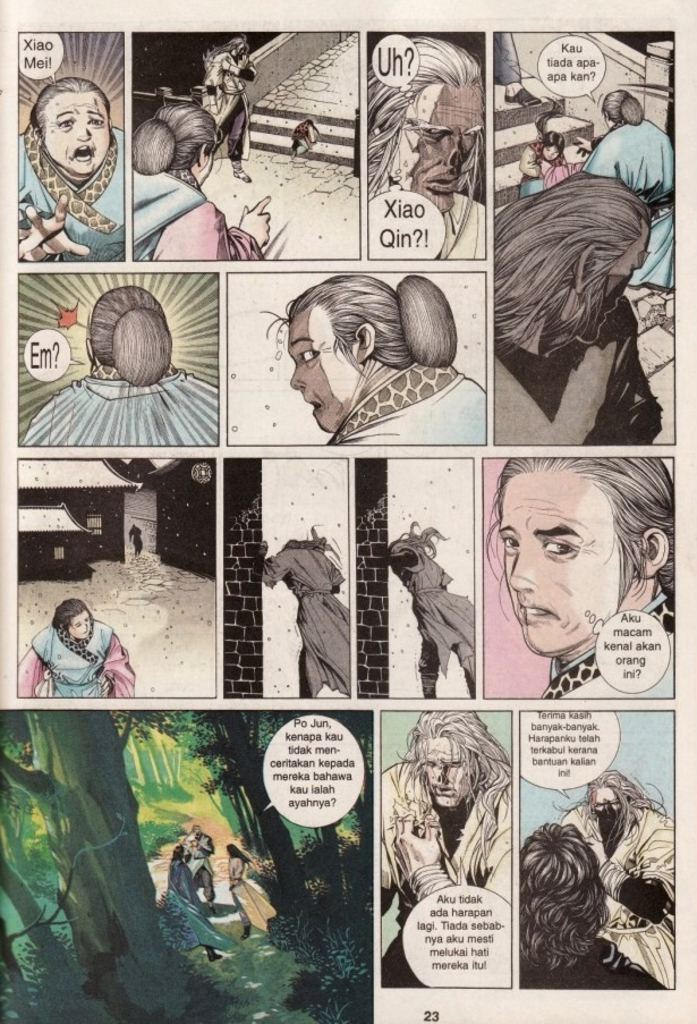 Xiao
Mei!
Uh?
Xiao
Qin?!
Kau
tiada apa-
apa kan?
Em?
Aku
macam
kenal akan
orang
ini?
Po Jun,
kenapa kau
tidak men-
ceritakan kepada
mereka bahawa
kau ialah
ayahnya?
Aku tidak
ada harapan
lagi. Tiada sebab-
nya aku mesti
melukai hati
mereka itu!
Terima kasih
banyak-banyak.
Harapanku telah
terkabul kerana
bantuan kalian
ini!
23